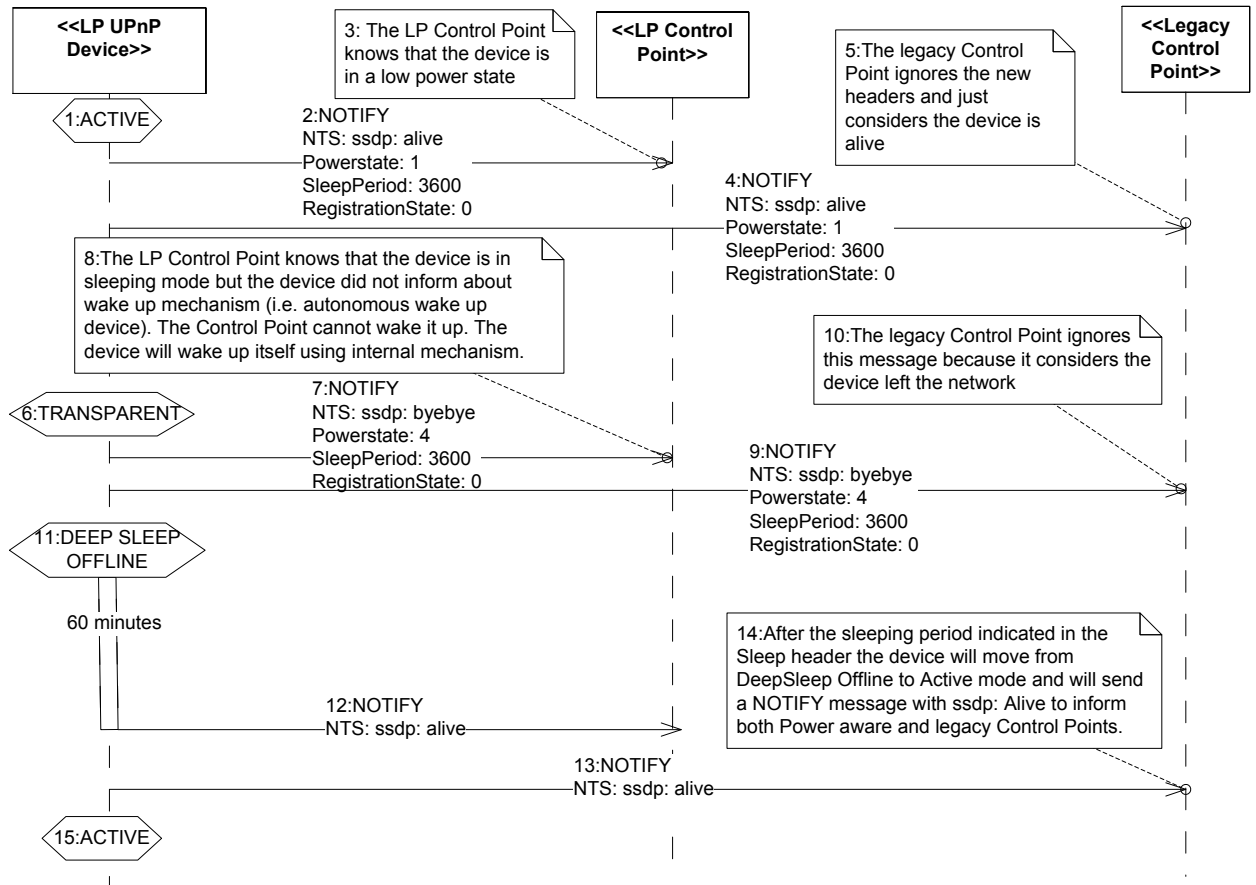 <<LP UPnP
Device>>
3: The LP Control Point
knows that the device is
in a low power state
<<LP Control
Point>>
5:The legacy Control
Point ignores the new
headers and just
considers the device is
alive
<<Legacy
Control
Point>>
1:ACTIVE
2:NOTIFY
NTS: ssdp: alive
Powerstate: 1
SleepPeriod: 3600
RegistrationState: 0
4:NOTIFY
NTS: ssdp: alive
Powerstate: 1
SleepPeriod: 3600
RegistrationState: 0
8:The LP Control Point knows that the device is in
sleeping mode but the device did not inform about
wake up mechanism (i.e. autonomous wake up
device). The Control Point cannot wake it up. The
device will wake up itself using internal mechanism.
10:The legacy Control Point ignores
this message because it considers the
device left the network
6:TRANSPARENT
7:NOTIFY
NTS: ssdp: byebye
Powerstate: 4
SleepPeriod: 3600
RegistrationState: 0
9:NOTIFY
NTS: ssdp: byebye
Powerstate: 4
SleepPeriod: 3600
RegistrationState: 0
11:DEEP SLEEP
OFFLINE
60 minutes
14:After the sleeping period indicated in the
Sleep header the device will move from
DeepSleep Offline to Active mode and will send
a NOTIFY message with ssdp: Alive to inform
both Power aware and legacy Control Points.
12:NOTIFY
NTS: ssdp: alive
13:NOTIFY
NTS: ssdp: alive
15:ACTIVE